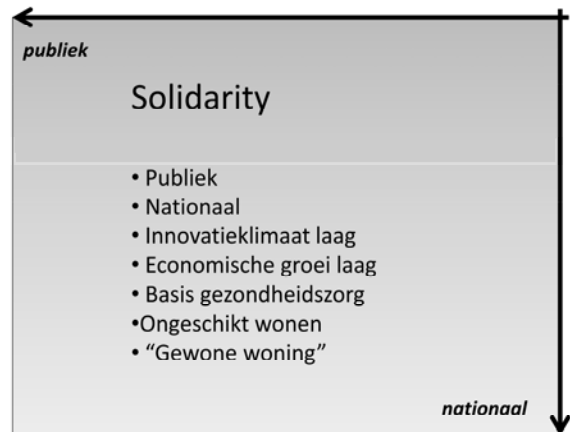 publiek
Solidarity
• Publiek
• Nationaal
• Innovatieklimaat laag
• Economische groei laag
• Basis gezondheidszorg
•Ongeschikt wonen
• “Gewone woning”
nationaal